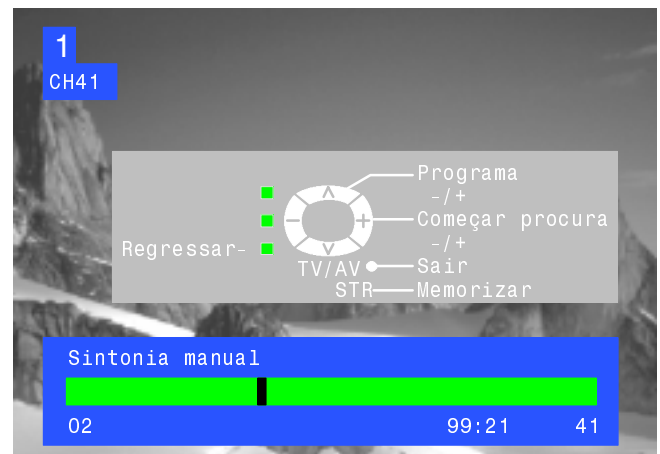 1
CH41
Programa
-/+
Começar procura
-/+
Regressar-
TV/AV Sair
STR Memorizar
Sintonia manual
02 99:21 41